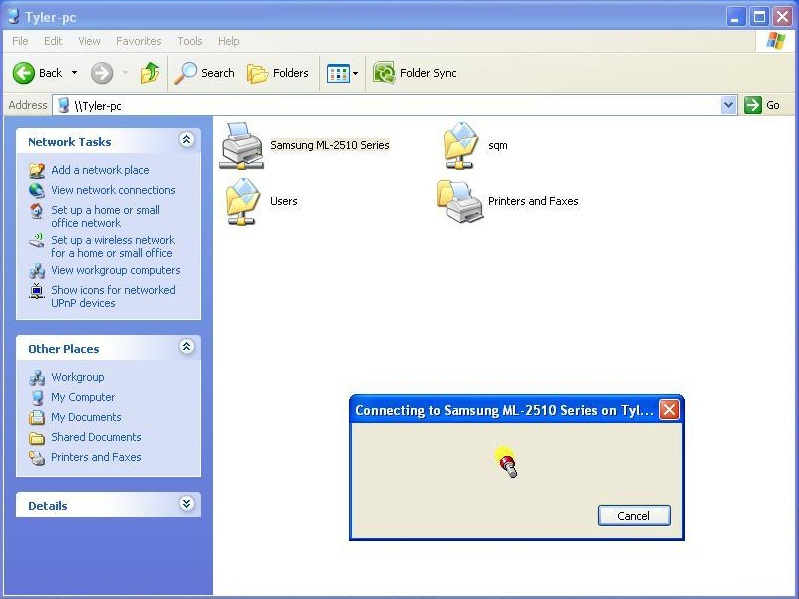 Tyler-pc
File Edit View Favorites Tools Help
Back Search Folders Folder Sync
Address \\Tyler-pc Go
Network Tasks
Add a network place
View network connections
Set up a home or small
office network
Set up a wireless network
for a home or small office
View workgroup computers
Show icons for networked
UPnP devices
Other Places
Workgroup
My Computer
My Documents
Shared Documents
Printers and Faxes
Details
Samsung ML-2510 Series
sqm
Users
Printers and Faxes
Connecting to Samsung ML-2510 Series on Tyl...
Cancel